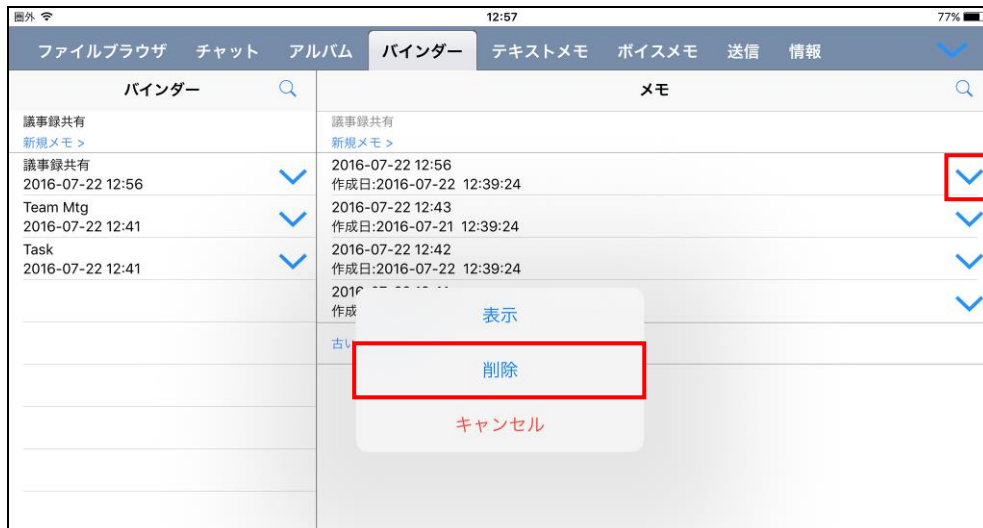 圏外 12:57 77%
ファイルブラウザ チャット アルバム バインダー テキストメモ ボイスメモ 送信 情報
バインダー
議事録共有
新規メモ >
議事録共有
2016-07-22 12:56
Team Mtg
2016-07-22 12:41
Task
2016-07-22 12:41
メモ
議事録共有
新規メモ >
2016-07-22 12:56
作成日:2016-07-22 12:39:24
2016-07-22 12:43
作成日:2016-07-21 12:39:24
2016-07-22 12:42
作成日:2016-07-22 12:39:24
2016
作成
古い
表示
削除
キャンセル